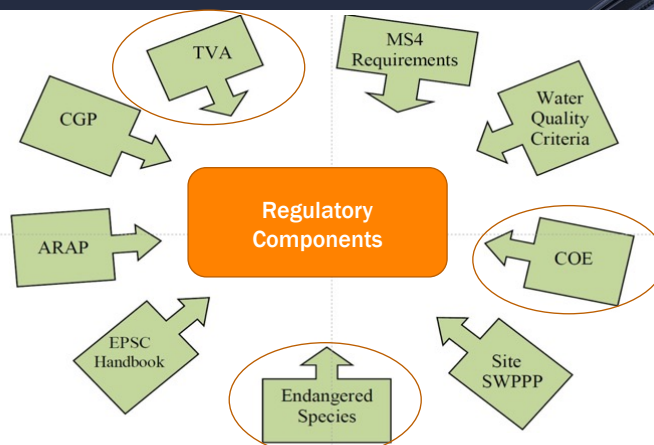 TVA
MS4
Requirements
CGP
Water
Quality
Criteria
Regulatory
Components
ARAP
COE
EPSC
Handbook
Site
SWPPP
Endangered
Species